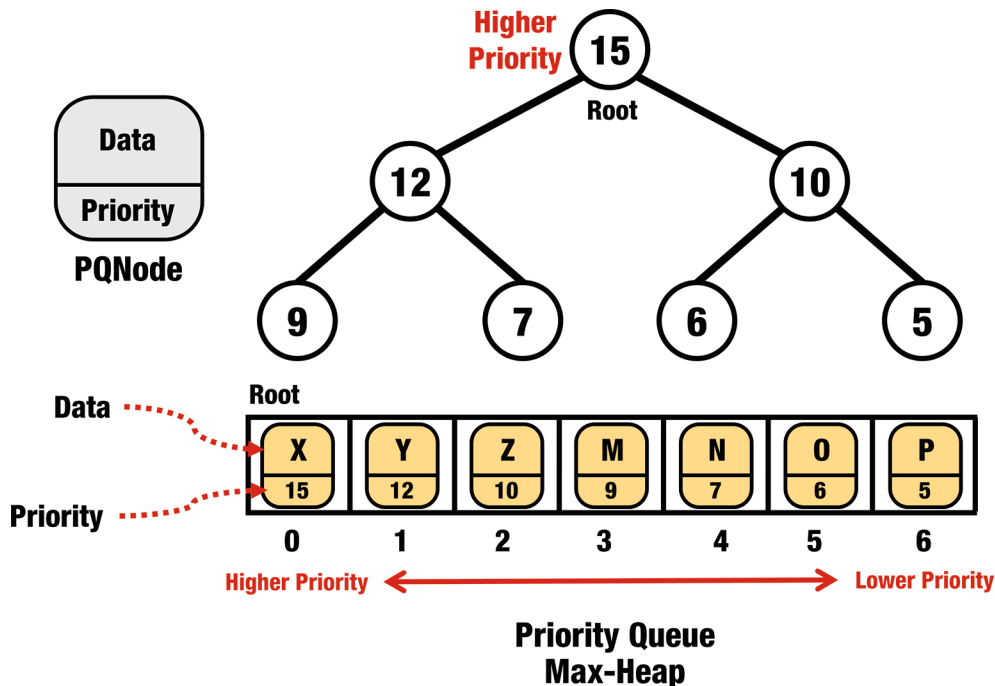 Higher
Priority
15
Root
12
10
Data
Priority
PQNode
9
7
6
5
Root
Data
X
Y
Z
M
N
O
P
15
12
10
9
7
6
5
Priority
0
1
2
3
4
5
6
Higher Priority
Lower Priority
Priority Queue
Max-Heap